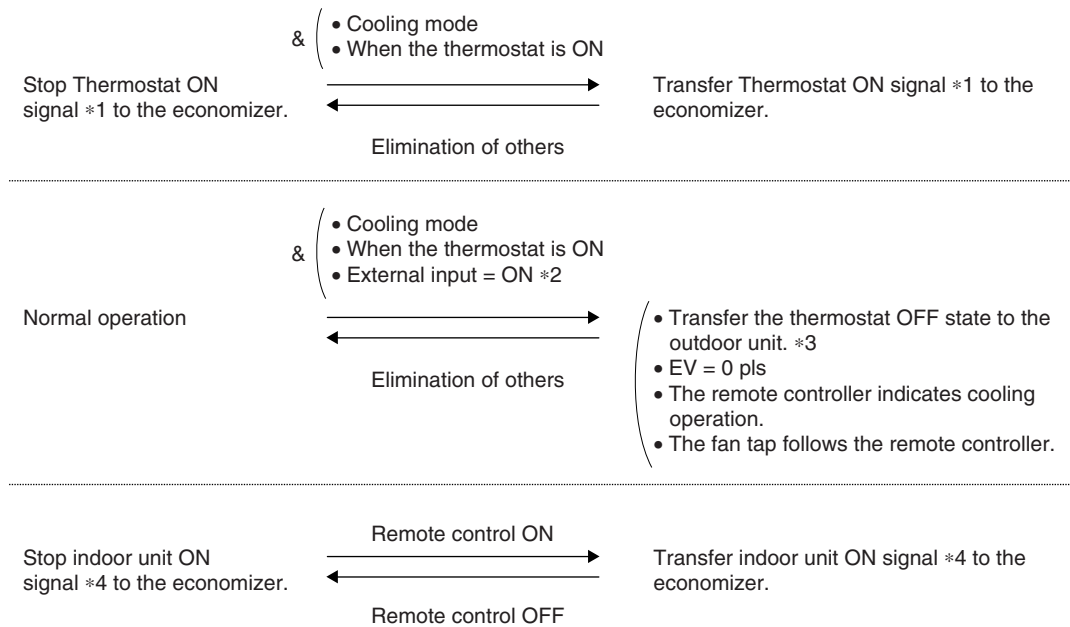 • Cooling mode
& • When the thermostat is ON
Stop Thermostat ON
signal *1 to the economizer.
Transfer Thermostat ON signal *1 to the
economizer.
Elimination of others
• Cooling mode
• When the thermostat is ON
& • External input = ON *2
Normal operation
Elimination of others
• Transfer the thermostat OFF state to the
outdoor unit. *3
• EV = 0 pls
• The remote controller indicates cooling
operation.
• The fan tap follows the remote controller.
Remote control ON
Stop indoor unit ON
signal *4 to the economizer.
Transfer indoor unit ON signal *4 to the
economizer.
Remote control OFF